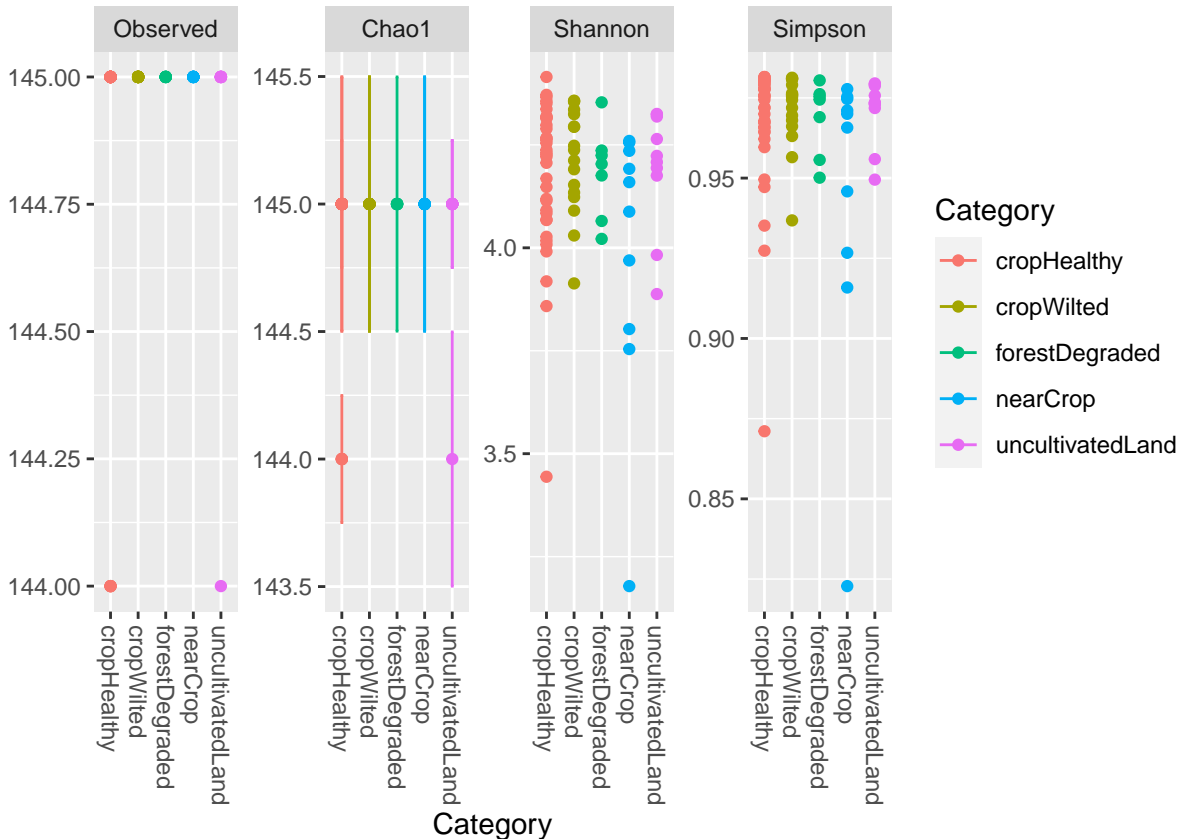 Observed
Chao1
Shannon
Simpson
145.00
144.75
144.50
144.25
144.00
145.5
145.0
144.5
144.0
143.5
4.0
3.5
0.95
0.90
0.85
cropHealthy
cropWilted
forestDegraded
nearCrop
uncultivatedLand
cropHealthy
cropWilted
forestDegraded
nearCrop
uncultivatedLand
cropHealthy
cropWilted
forestDegraded
nearCrop
uncultivatedLand
cropHealthy
cropWilted
forestDegraded
nearCrop
uncultivatedLand
Category
Category
cropHealthy
cropWilted
forestDegraded
nearCrop
uncultivatedLand